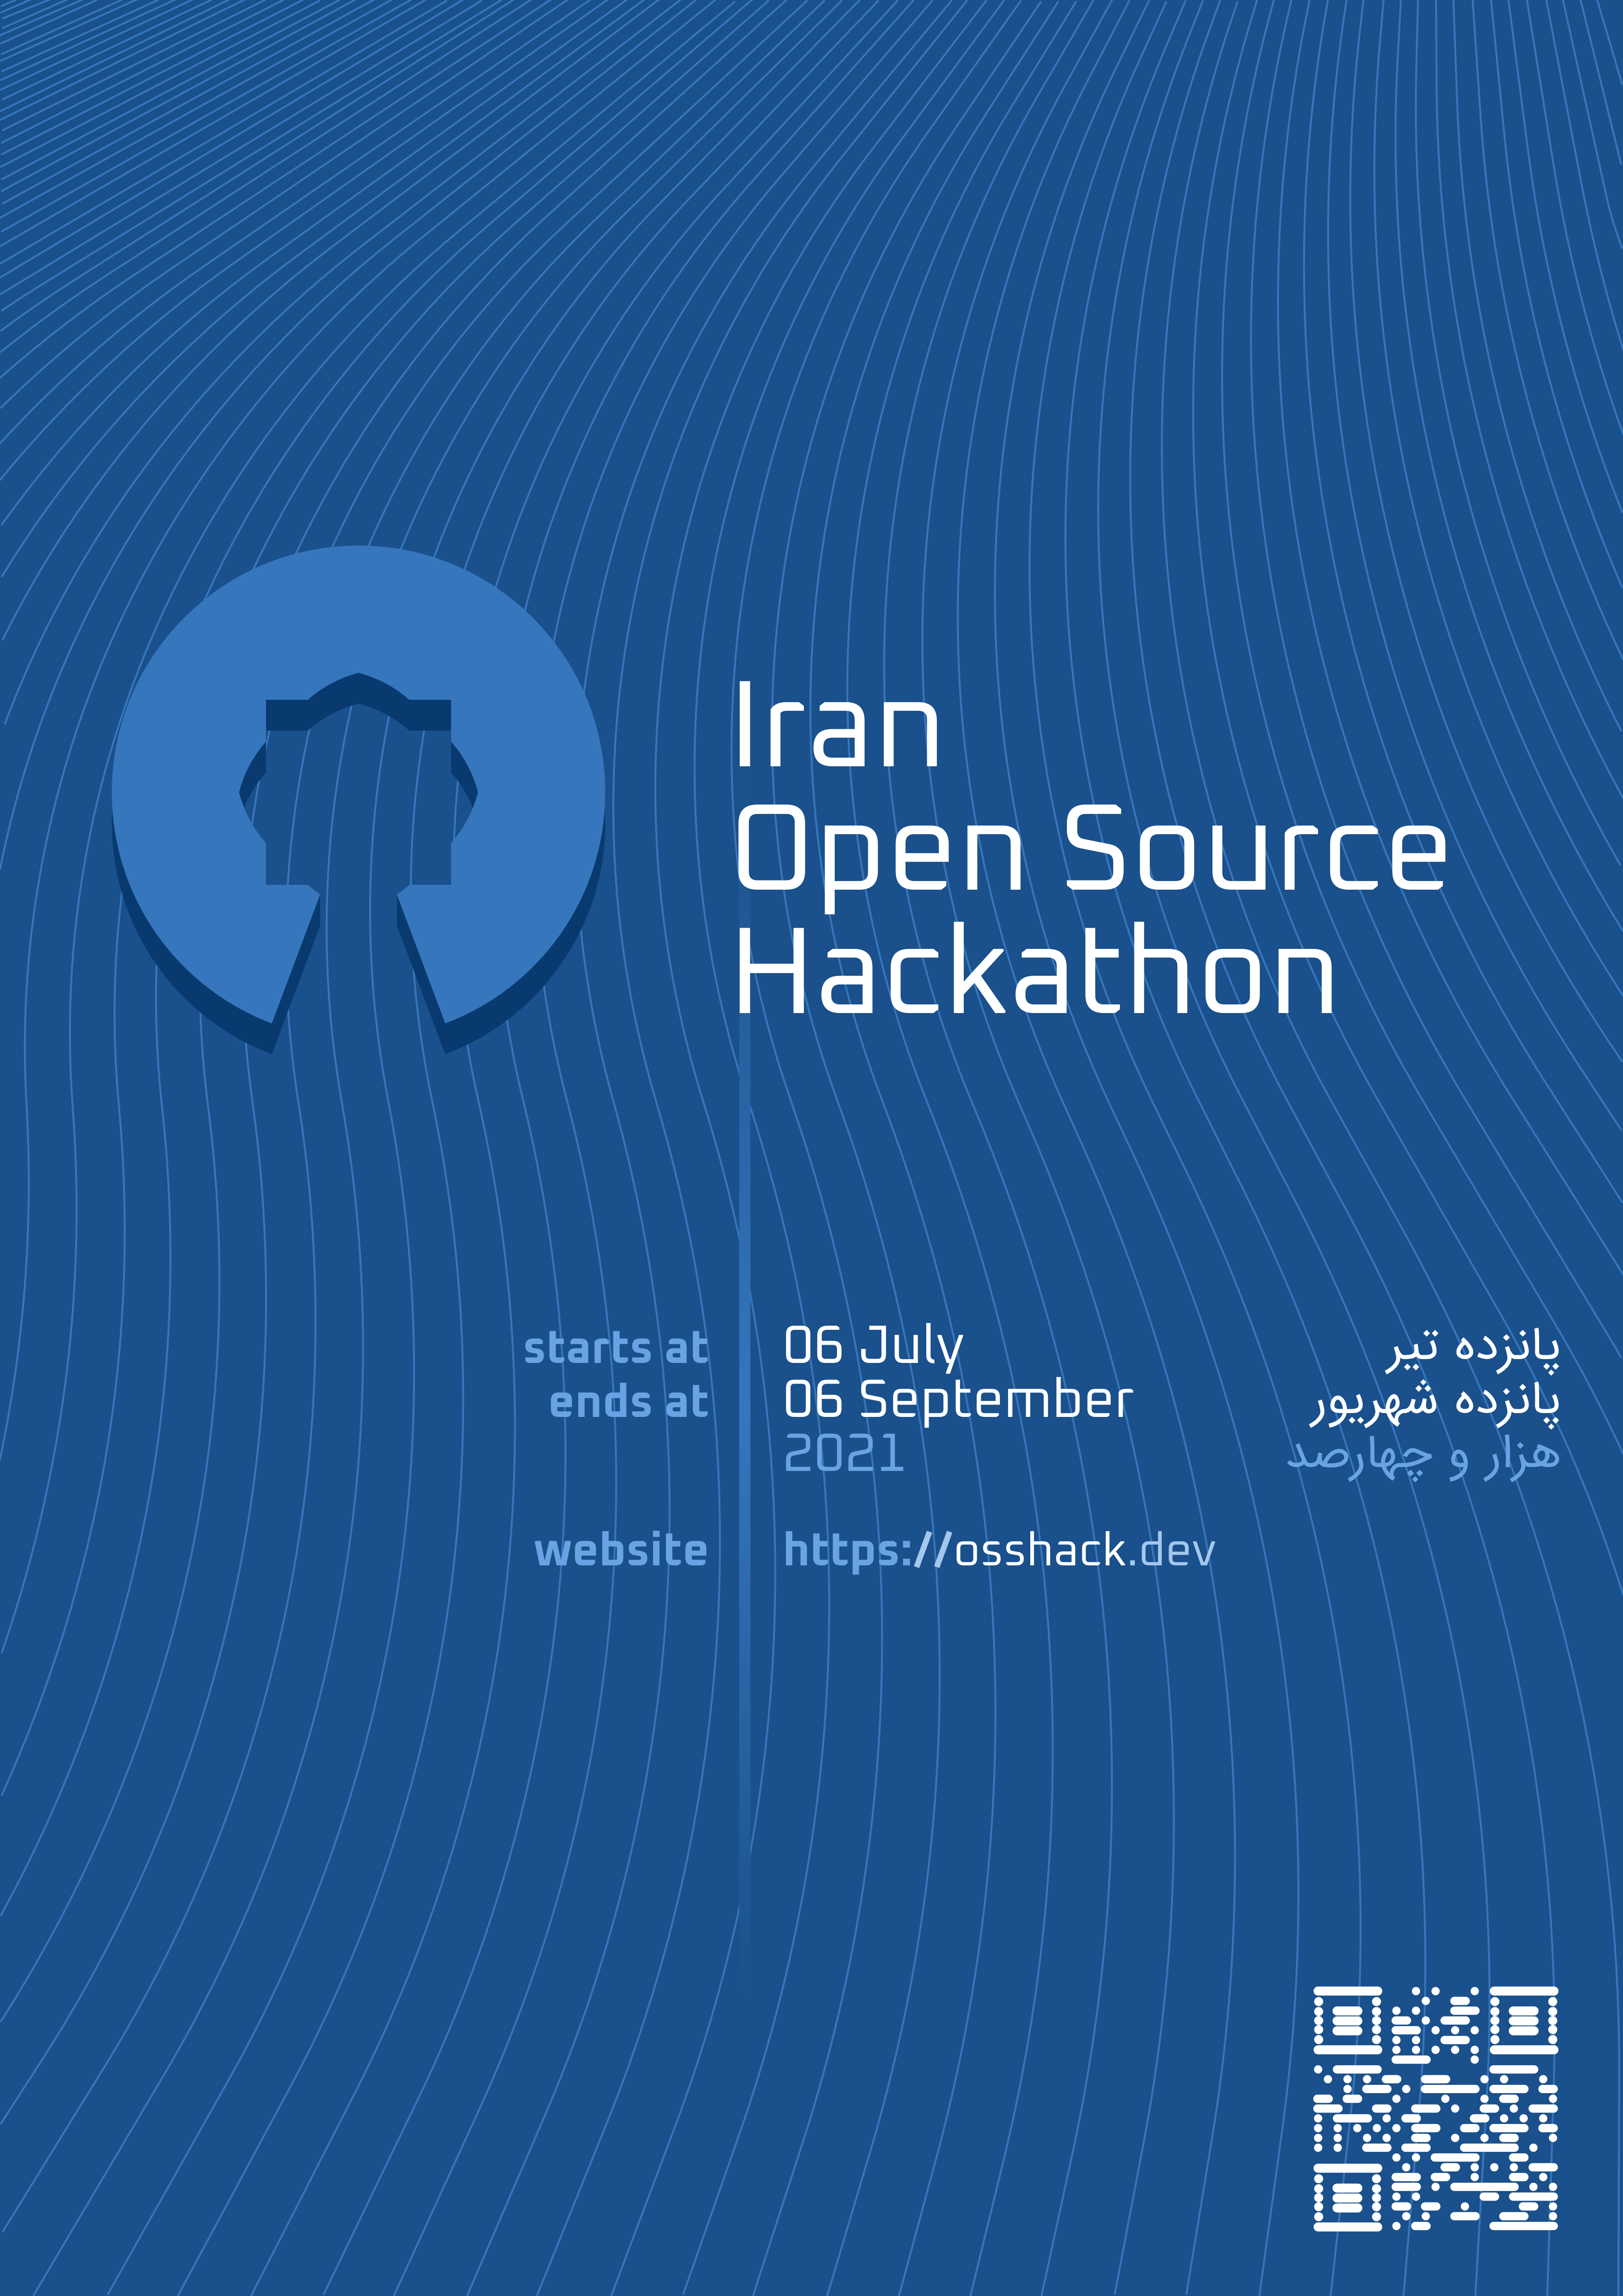 Iran
Open Source
Hackathon
starts at 06 July پانزده تیر
ends at 06 September پانزده شهریور
2021 هزار و چهارصد
website https://osshack.dev